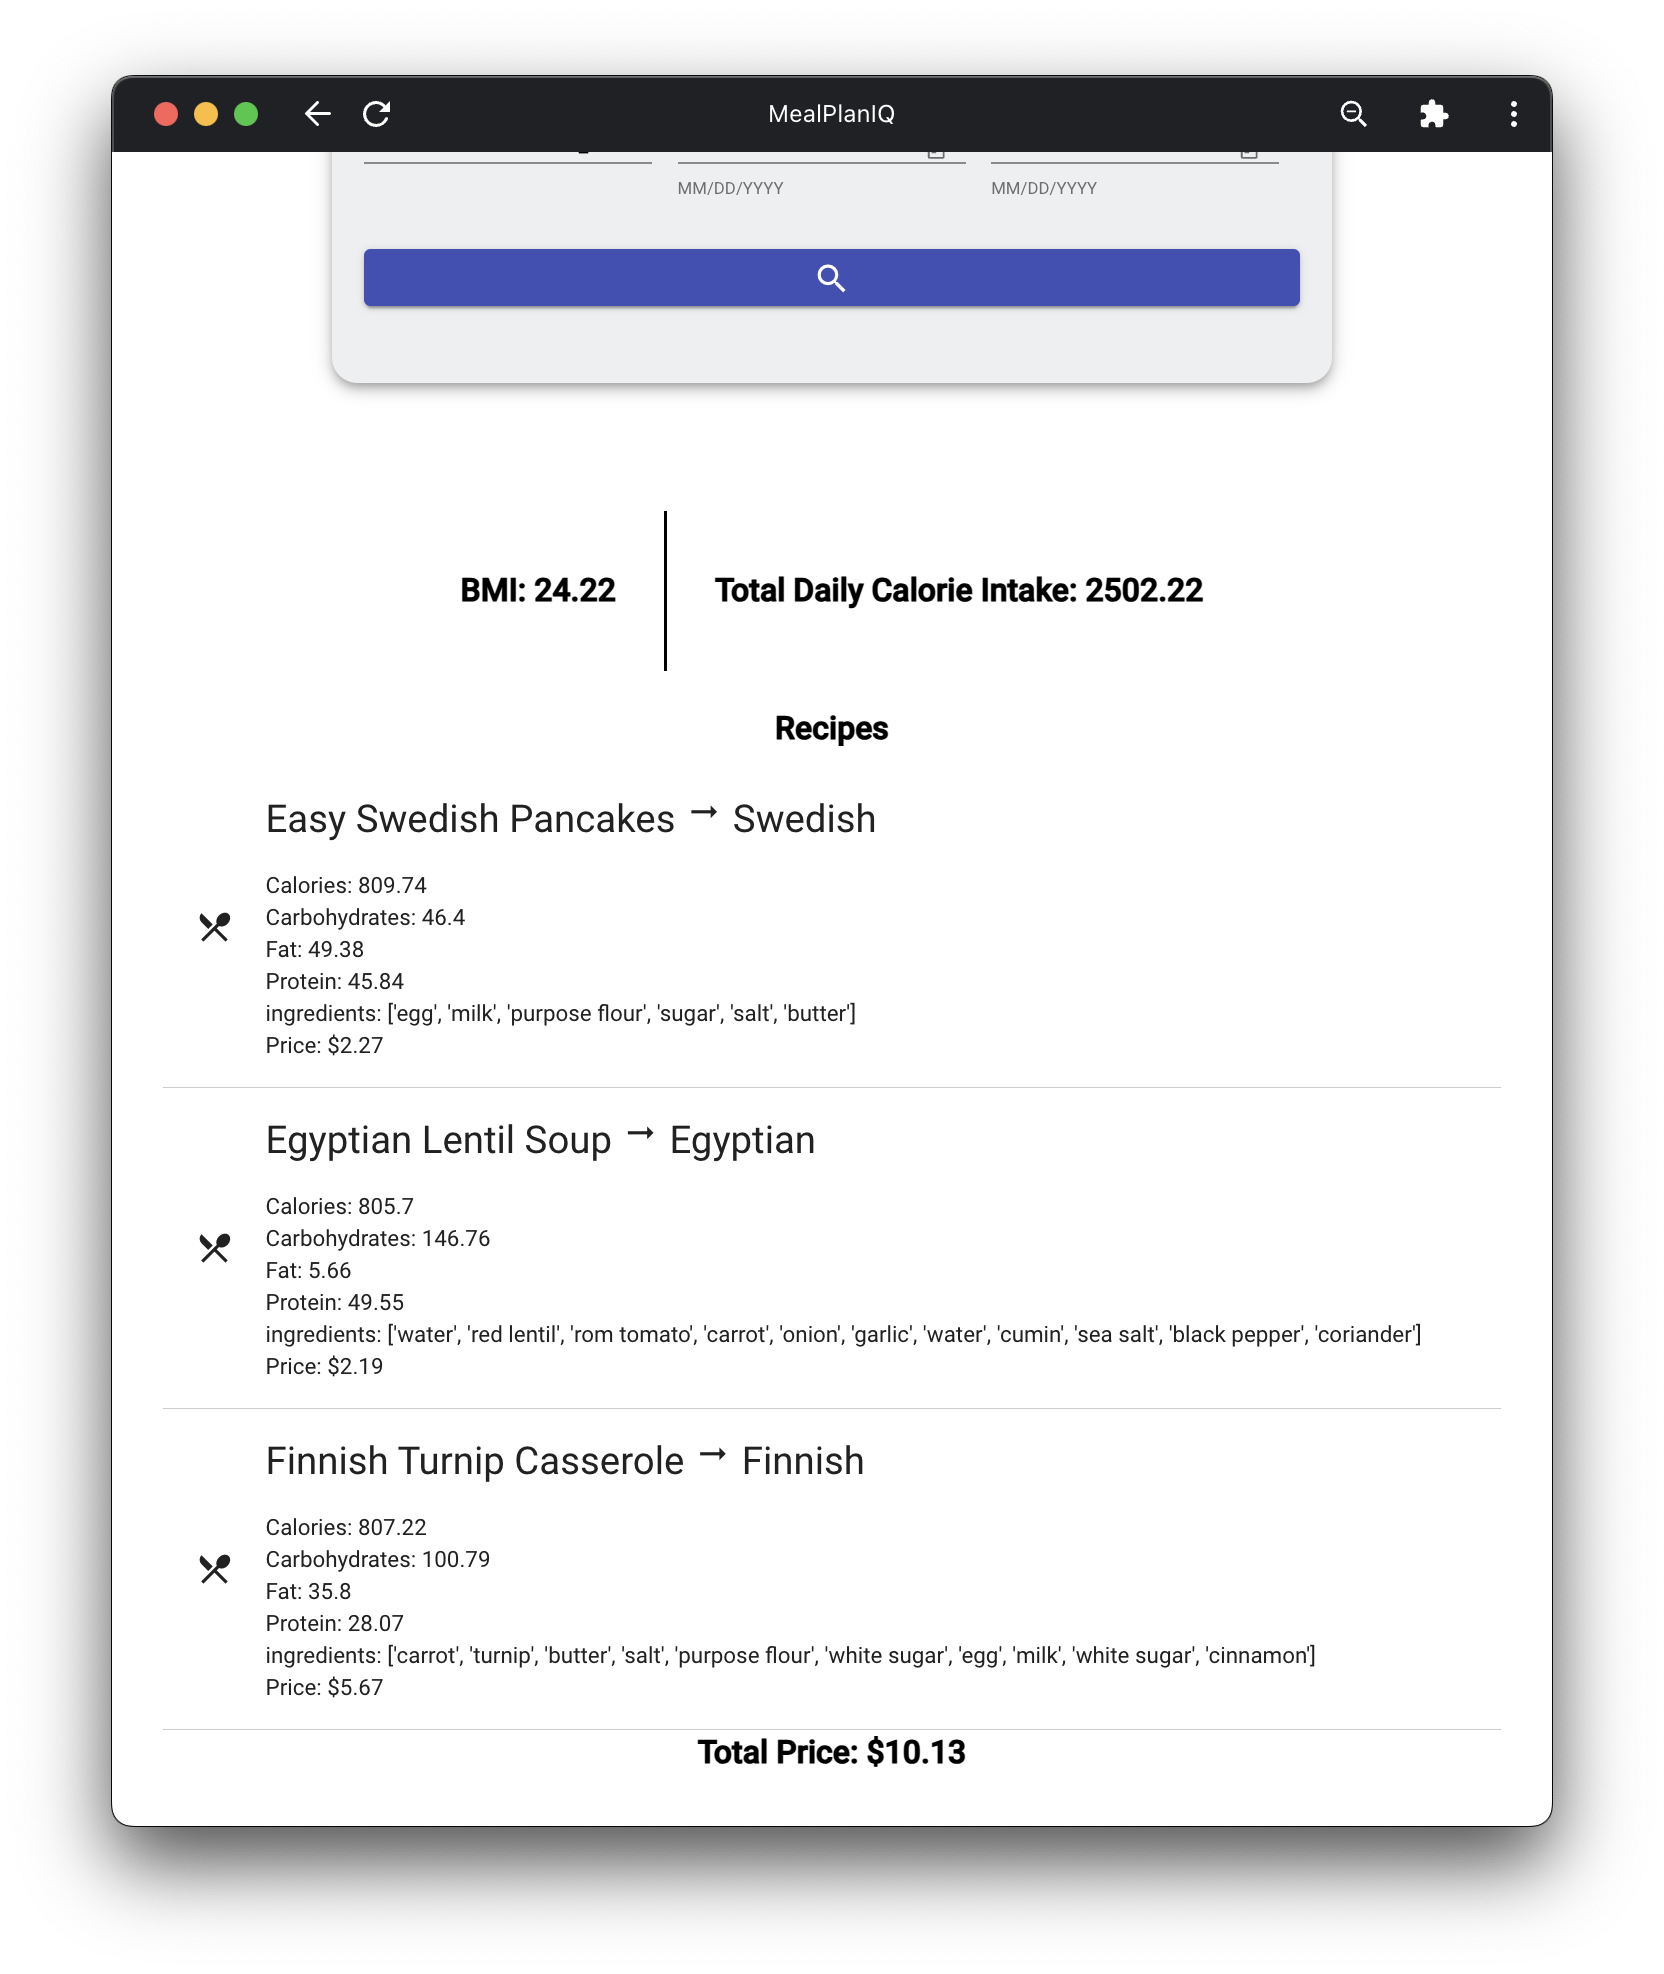 MealPlanIQ
MM/DD/YYYY MM/DD/YYYY
BMI: 24.22
Total Daily Calorie Intake: 2502.22
Recipes
Easy Swedish Pancakes → Swedish
Calories: 809.74
Carbohydrates: 46.4
Fat: 49.38
Protein: 45.84
ingredients: ['egg', 'milk', 'purpose flour', 'sugar', 'salt', 'butter']
Price: $2.27
Egyptian Lentil Soup → Egyptian
Calories: 805.7
Carbohydrates: 146.76
Fat: 5.66
Protein: 49.55
ingredients: ['water', 'red lentil', 'rom tomato', 'carrot', 'onion', 'garlic', 'water', 'cumin', 'sea salt', 'black pepper', 'coriander']
Price: $2.19
Finnish Turnip Casserole → Finnish
Calories: 807.22
Carbohydrates: 100.79
Fat: 35.8
Protein: 28.07
ingredients: ['carrot', 'turnip', 'butter', 'salt', 'purpose flour', 'white sugar', 'egg', 'milk', 'white sugar', 'cinnamon']
Price: $5.67
Total Price: $10.13